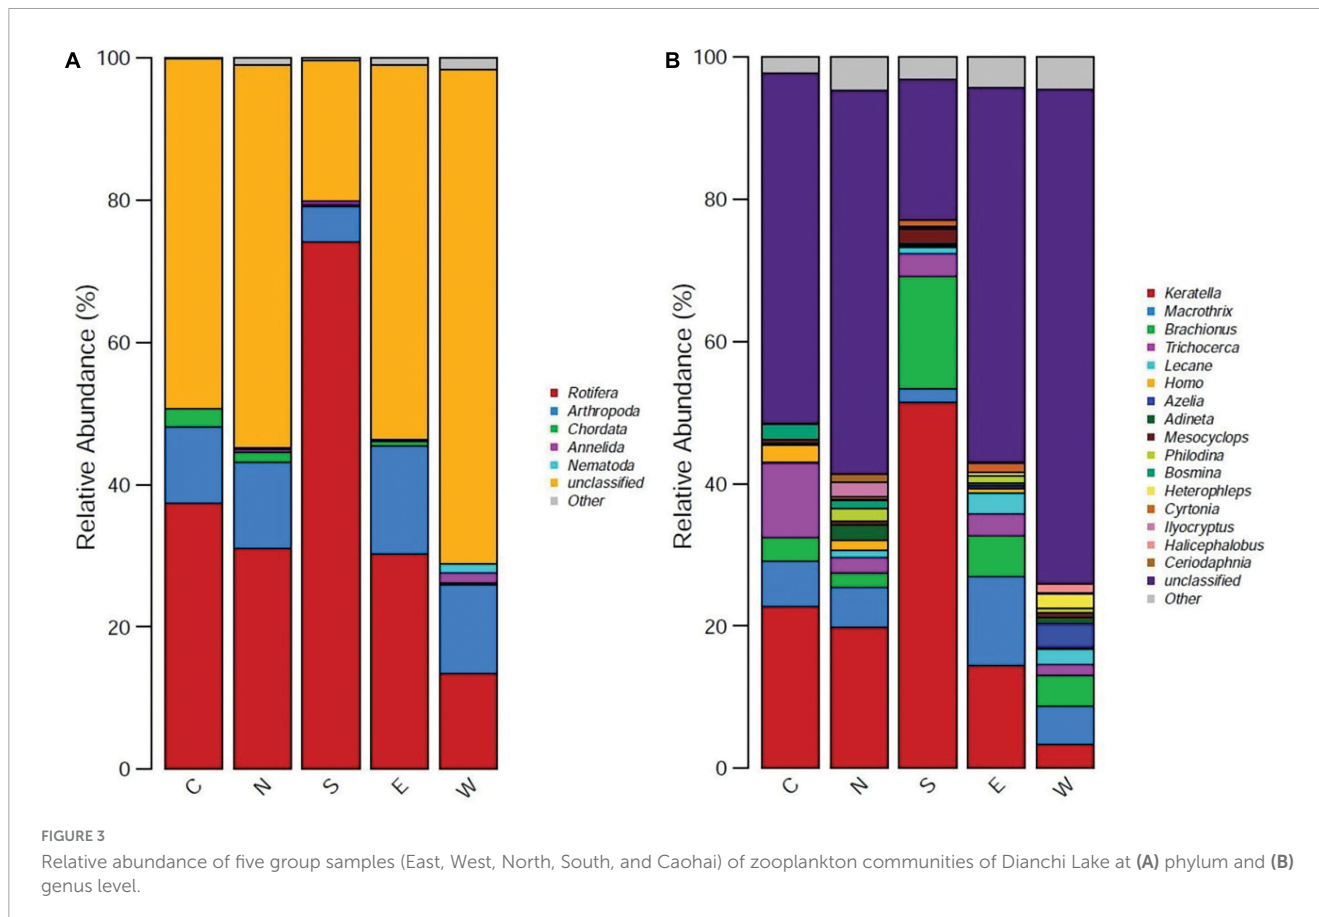 A
Relative Abundance (%)
100
80
60
40
20
0
C
N
S
E
W
Rotifera
Arthropoda
Chordata
Annelida
Nematoda
unclassified
Other
B
Relative Abundance (%)
100
80
60
40
20
0
C
N
S
E
W
Keratella
Macrothrix
Brachionus
Trichocerca
Lecane
Homo
Azelia
Adineta
Mesocyclops
Philodina
Bosmina
Heterophleps
Cyrtonia
Ilyocryptus
Halicephalobus
Ceriodaphnia
unclassified
Other
FIGURE 3
Relative abundance of five group samples (East, West, North, South, and Caohai) of zooplankton communities of Dianchi Lake at (A) phylum and (B)
genus level.